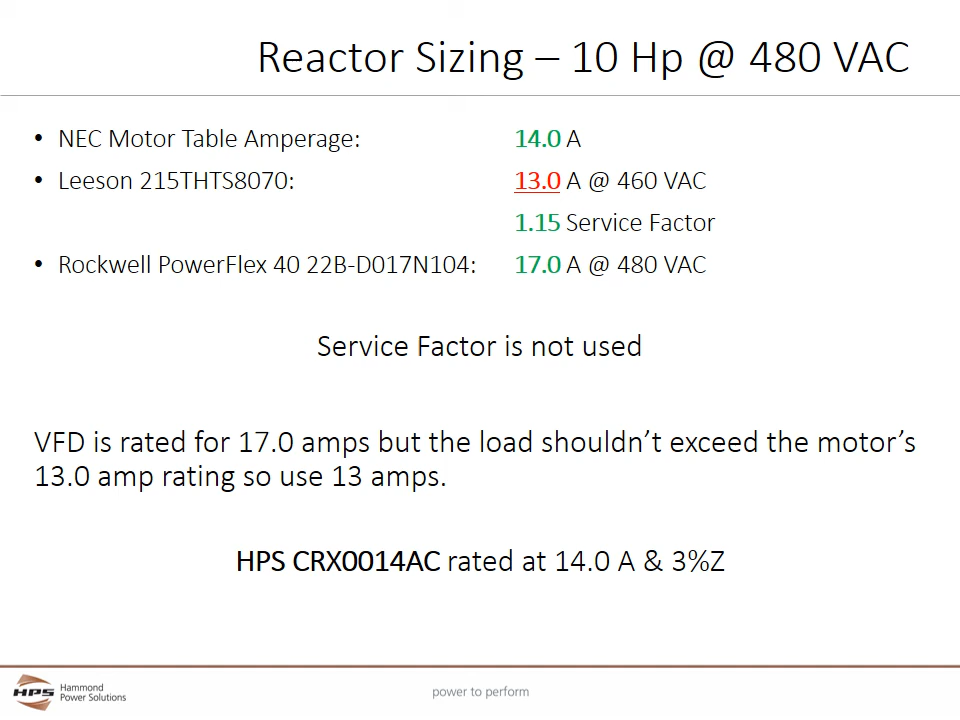 Reactor Sizing – 10 Hp @ 480 VAC
• NEC Motor Table Amperage: 14.0 A
• Leeson 215THTS8070: 13.0 A @ 460 VAC
1.15 Service Factor
• Rockwell PowerFlex 40 22B-D017N104: 17.0 A @ 480 VAC
Service Factor is not used
VFD is rated for 17.0 amps but the load shouldn’t exceed the motor’s
13.0 amp rating so use 13 amps.
HPS CRX0014AC rated at 14.0 A & 3%Z
HPS Hammond
Power Solutions
power to perform